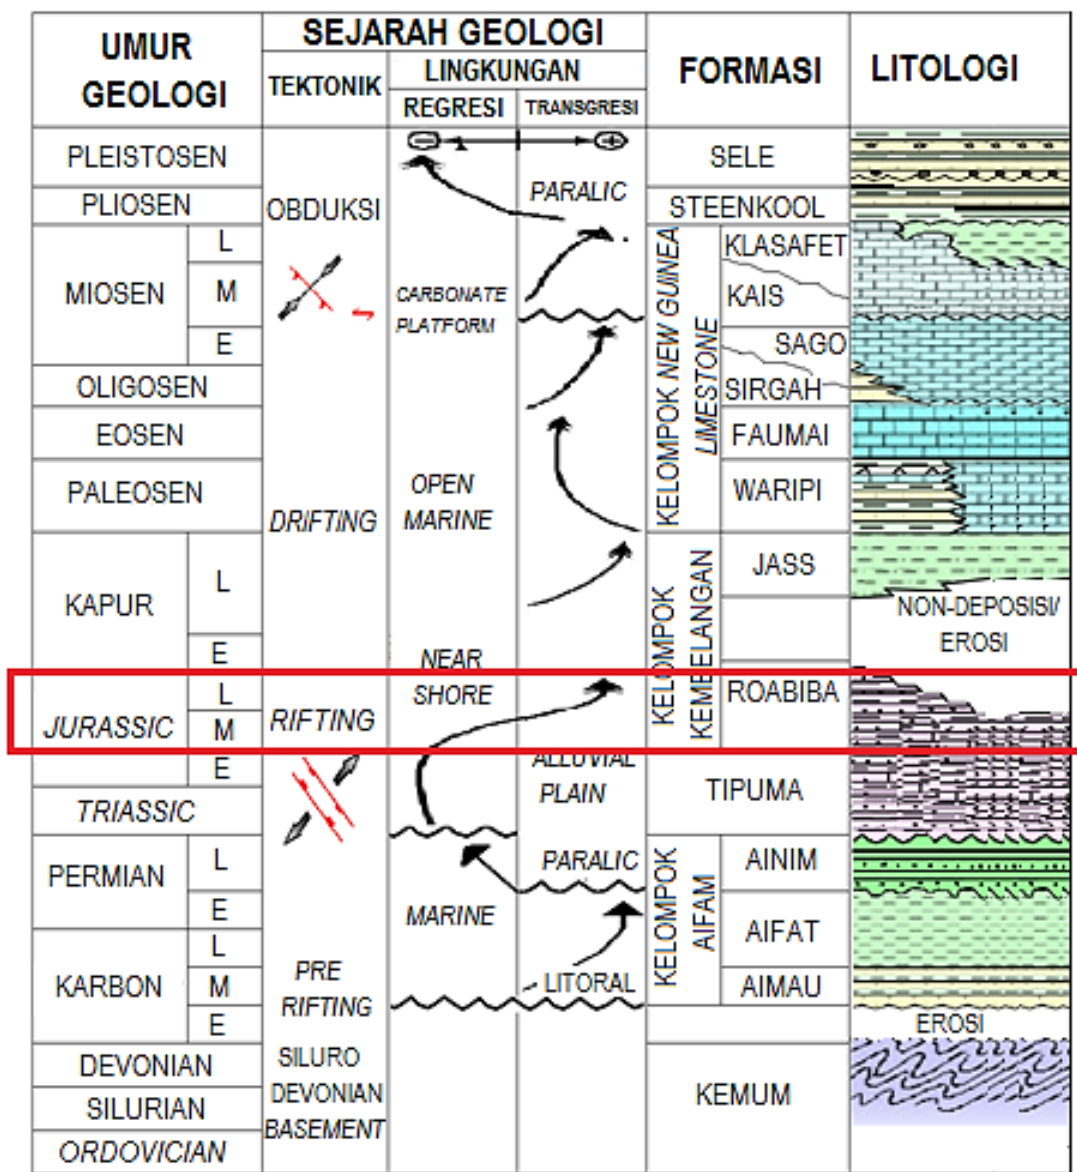 UMUR
GEOLOGI
SEJARAH GEOLOGI
TEKTONIK
LINGKUNGAN
REGRESI
TRANSGRESI
FORMASI
LITOLOGI
PLEISTOSEN
SELE
PLIOSEN
OBDUKSI
PARALIC
STEENKOOL
MIOSEN
L
M
E
CARBONATE
PLATFORM
KELOMPOK NEW GUINEA
LIMESTONE
KLASAFET
KAIS
SAGO
OLIGOSEN
SIRGAH
EOSEN
FAUMAI
PALEOSEN
DRIFTING
OPEN
MARINE
WARIPI
KAPUR
L
E
NEAR
SHORE
KELOMPOK
KEMBELANGAN
JASS
NON-DEPOSISI/
EROSI
JURASSIC
L
M
E
RIFTING
ROABIBA
ALLUVIAL
PLAIN
TIPUMA
TRIASSIC
PERMIAN
L
E
PARALIC
MARINE
KELOMPOK
AIFAM
AINIM
AIFAT
KARBON
L
M
E
PRE
RIFTING
LITORAL
AIMAU
EROSI
DEVONIAN
SILURIAN
ORDOVICIAN
SILURO
DEVONIAN
BASEMENT
KEMUM